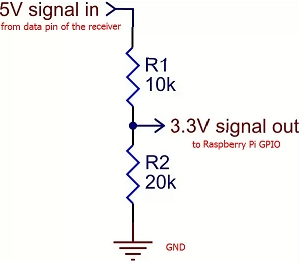 5V signal in
from data pin of the receiver
R1
10k
3.3V signal out
to Raspberry Pi GPIO
R2
20k
GND